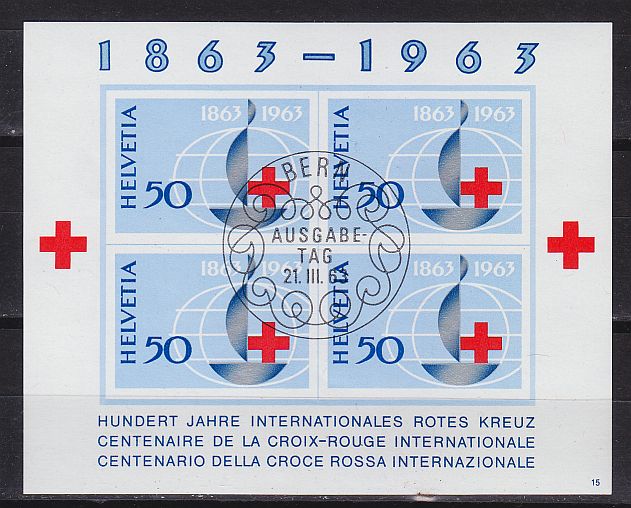 1863–1963
HELVETIA 50 1863 1963
HELVETIA 50 1863 1963
BERN
AUSGABE-
TAG
21. III. 63
HELVETIA 50 1863 1963
HELVETIA 50 1863 1963
HUNDERT JAHRE INTERNATIONALES ROTES KREUZ
CENTENAIRE DE LA CROIX-ROUGE INTERNATIONALE
CENTENARIO DELLA CROCE ROSSA INTERNAZIONALE
15